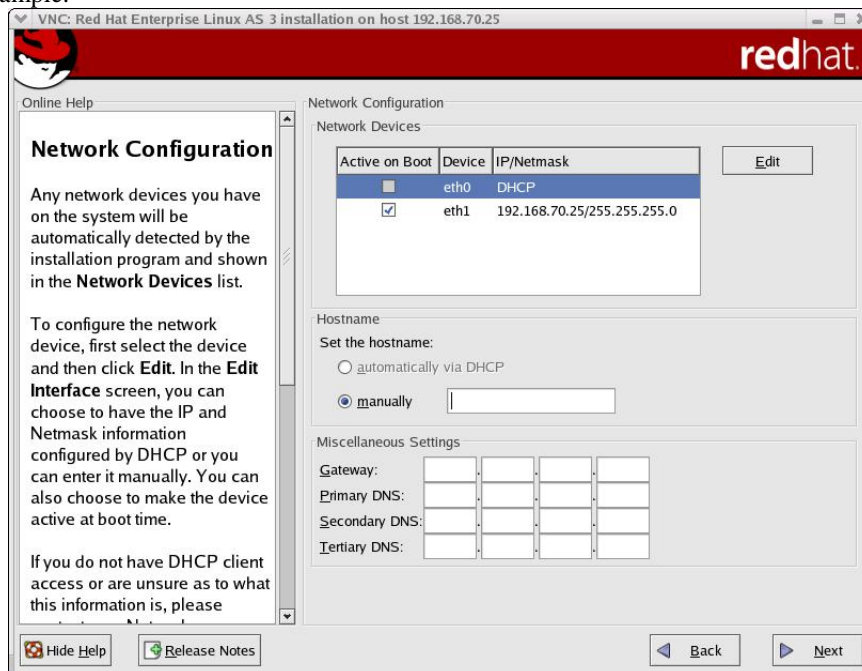 ample:
VNC: Red Hat Enterprise Linux AS 3 installation on host 192.168.70.25
redhat.
Online Help
Network Configuration
Any network devices you have
on the system will be
automatically detected by the
installation program and shown
in the Network Devices list.
To configure the network
device, first select the device
and then click Edit. In the Edit
Interface screen, you can
choose to have the IP and
Netmask information
configured by DHCP or you
can enter it manually. You can
also choose to make the device
active at boot time.
If you do not have DHCP client
access or are unsure as to what
this information is, please
Network Configuration
Network Devices
Active on Boot Device IP/Netmask
eth0 DHCP
eth1 192.168.70.25/255.255.255.0
Edit
Hostname
Set the hostname:
automatically via DHCP
manually
Miscellaneous Settings
Gateway: . . .
Primary DNS: . . .
Secondary DNS: . . .
Tertiary DNS: . . .
Hide Help Release Notes Back Next